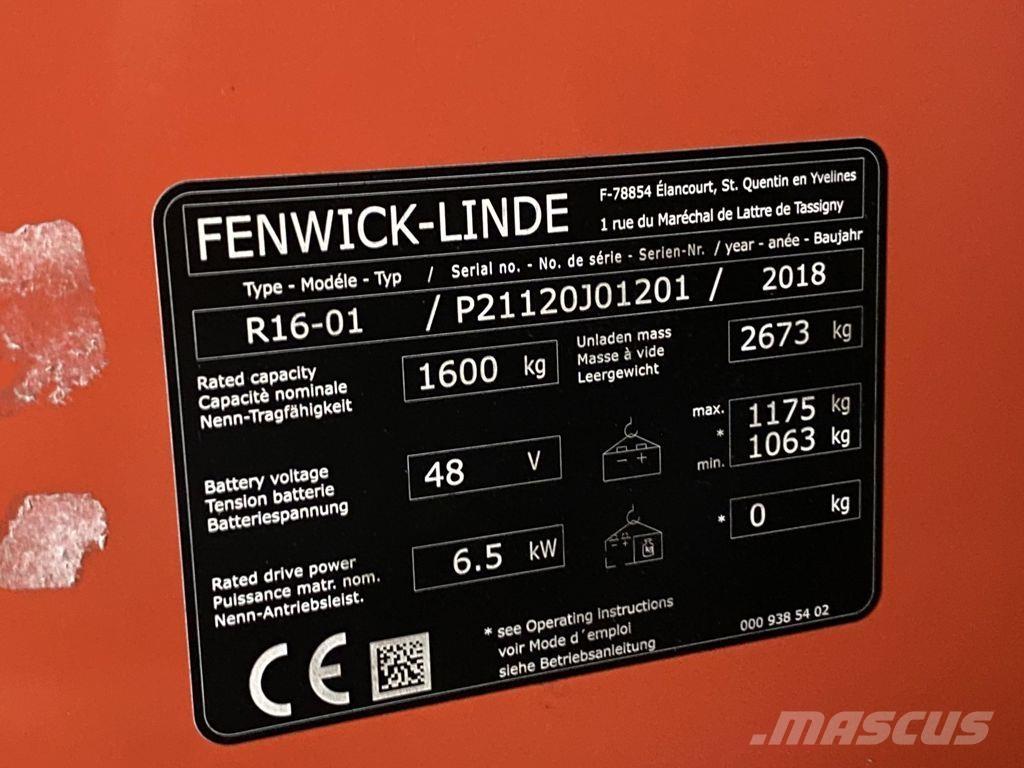 FENWICK-LINDE
F-78854 Élancourt, St. Quentin en Yvelines
1 rue du Maréchal de Lattre de Tassigny
Type - Modéle - Typ / Serial no. - No. de série - Serien-Nr. / year - anée - Baujahr
R16-01 / P21120J01201 / 2018
Rated capacity
Capacitè nominale
Nenn-Tragfähigkeit
1600 kg
Unladen mass
Masse à vide
Leergewicht
2673 kg
Battery voltage
Tension batterie
Batteriespannung
48 V
- +
max. 1175 kg
*
min. 1063 kg
Rated drive power
Puissance matr. nom.
Nenn-Antriebsleist.
6.5 kW
- +
kg
* 0 kg
CE
* see Operating instructions
voir Mode d´emploi
siehe Betriebsanleitung
000 938 54 02
.MASCUS